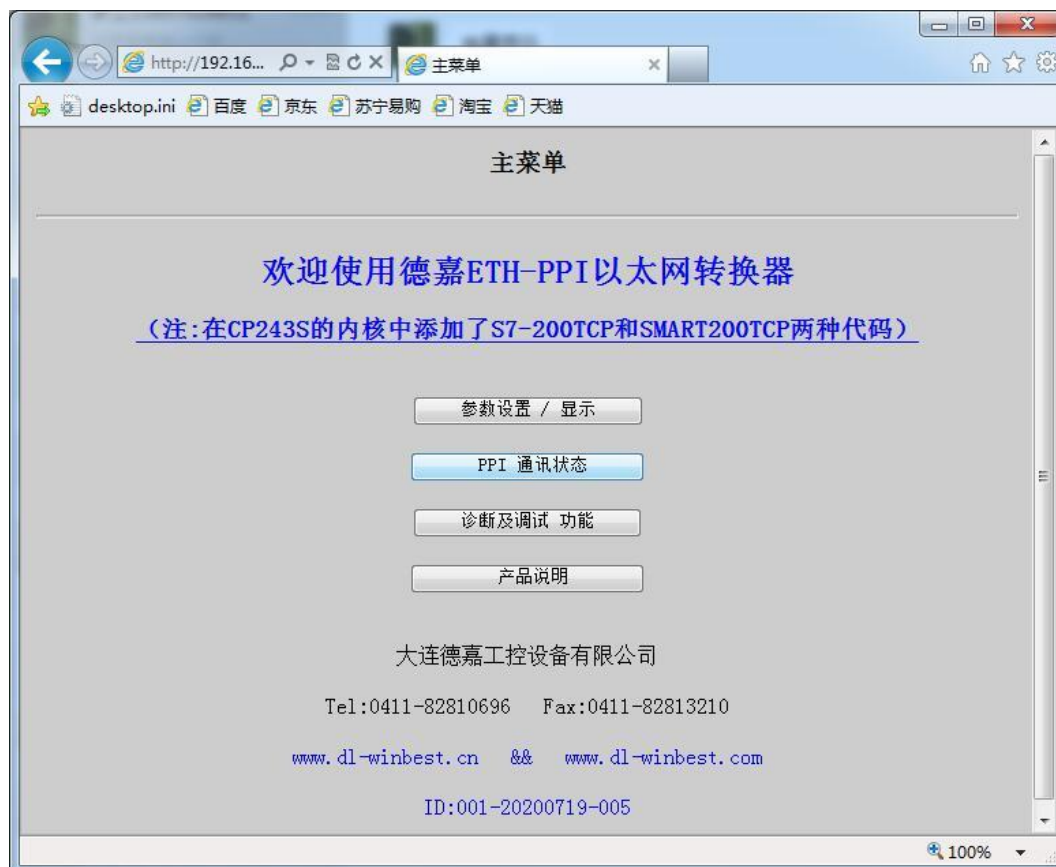 http://192.16...
主菜单
desktop.ini 百度 京东 苏宁易购 淘宝 天猫
主菜单
欢迎使用德嘉ETH-PPI以太网转换器
（注:在CP243S的内核中添加了S7-200TCP和SMART200TCP两种代码）
参数设置 / 显示
PPI 通讯状态
诊断及调试 功能
产品说明
大连德嘉工控设备有限公司
Tel:0411-82810696 Fax:0411-82813210
www.dl-winbest.cn && www.dl-winbest.com
ID:001-20200719-005
100%